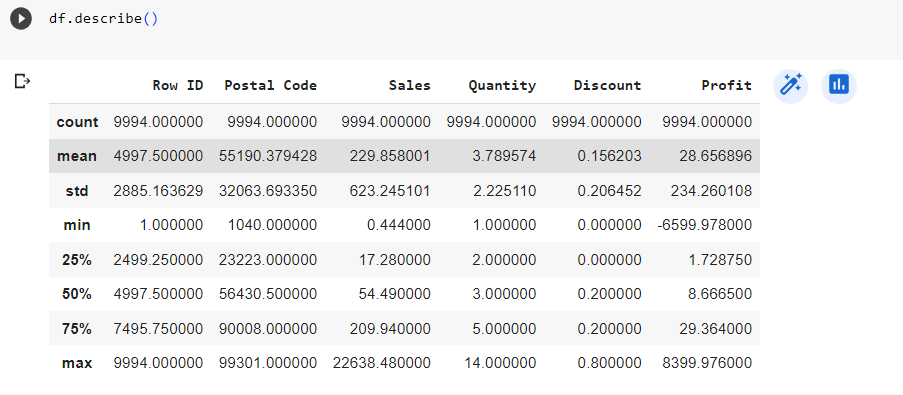 df.describe()
Row ID Postal Code Sales Quantity Discount Profit
count 9994.000000 9994.000000 9994.000000 9994.000000 9994.000000 9994.000000
mean 4997.500000 55190.379428 229.858001 3.789574 0.156203 28.656896
std 2885.163629 32063.693350 623.245101 2.225110 0.206452 234.260108
min 1.000000 1040.000000 0.444000 1.000000 0.000000 -6599.978000
25% 2499.250000 23223.000000 17.280000 2.000000 0.000000 1.728750
50% 4997.500000 56430.500000 54.490000 3.000000 0.200000 8.666500
75% 7495.750000 90008.000000 209.940000 5.000000 0.200000 29.364000
max 9994.000000 99301.000000 22638.480000 14.000000 0.800000 8399.976000